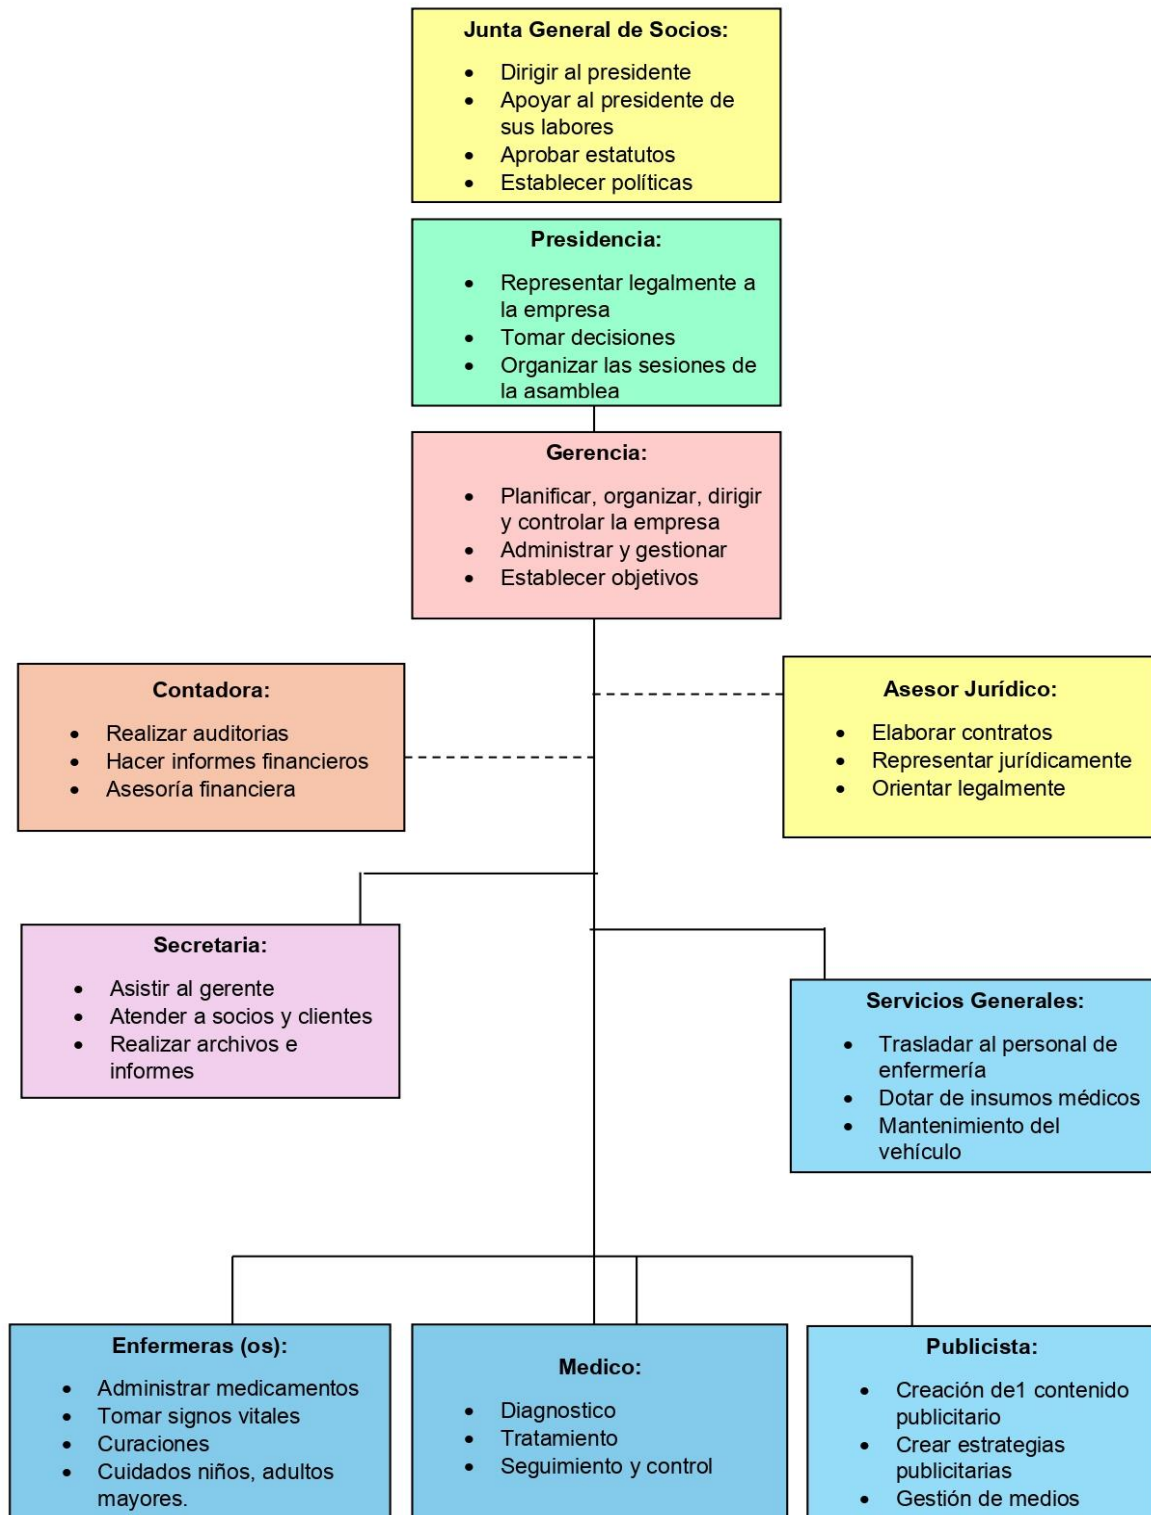 Junta General de Socios:
• Dirigir al presidente
• Apoyar al presidente de
sus labores
• Aprobar estatutos
• Establecer políticas
Presidencia:
• Representar legalmente a
la empresa
• Tomar decisiones
• Organizar las sesiones de
la asamblea
Gerencia:
• Planificar, organizar, dirigir
y controlar la empresa
• Administrar y gestionar
• Establecer objetivos
Contadora:
• Realizar auditorias
• Hacer informes financieros
• Asesoría financiera
Asesor Jurídico:
• Elaborar contratos
• Representar jurídicamente
• Orientar legalmente
Secretaria:
• Asistir al gerente
• Atender a socios y clientes
• Realizar archivos e
informes
Servicios Generales:
• Trasladar al personal de
enfermería
• Dotar de insumos médicos
• Mantenimiento del
vehículo
Enfermeras (os):
• Administrar medicamentos
• Tomar signos vitales
• Curaciones
• Cuidados niños, adultos
mayores.
Medico:
• Diagnostico
• Tratamiento
• Seguimiento y control
Publicista:
• Creación de1 contenido
publicitario
• Crear estrategias
publicitarias
• Gestión de medios